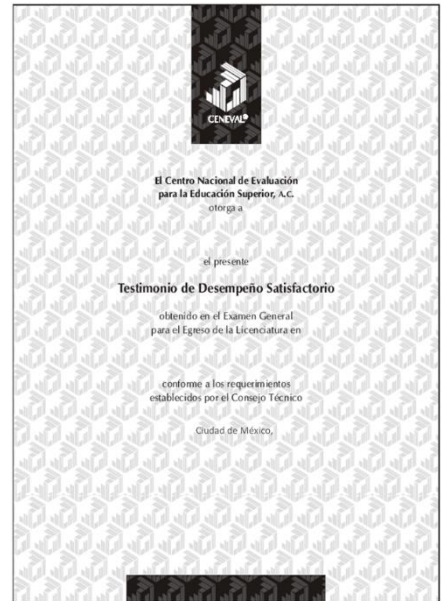 CENEVAL®
El Centro Nacional de Evaluación
para la Educación Superior, A.C.
otorga a
el presente
Testimonio de Desempeño Satisfactorio
obtenido en el Examen General
para el Egreso de la Licenciatura en
conforme a los requerimientos
establecidos por el Consejo Técnico
Ciudad de México,